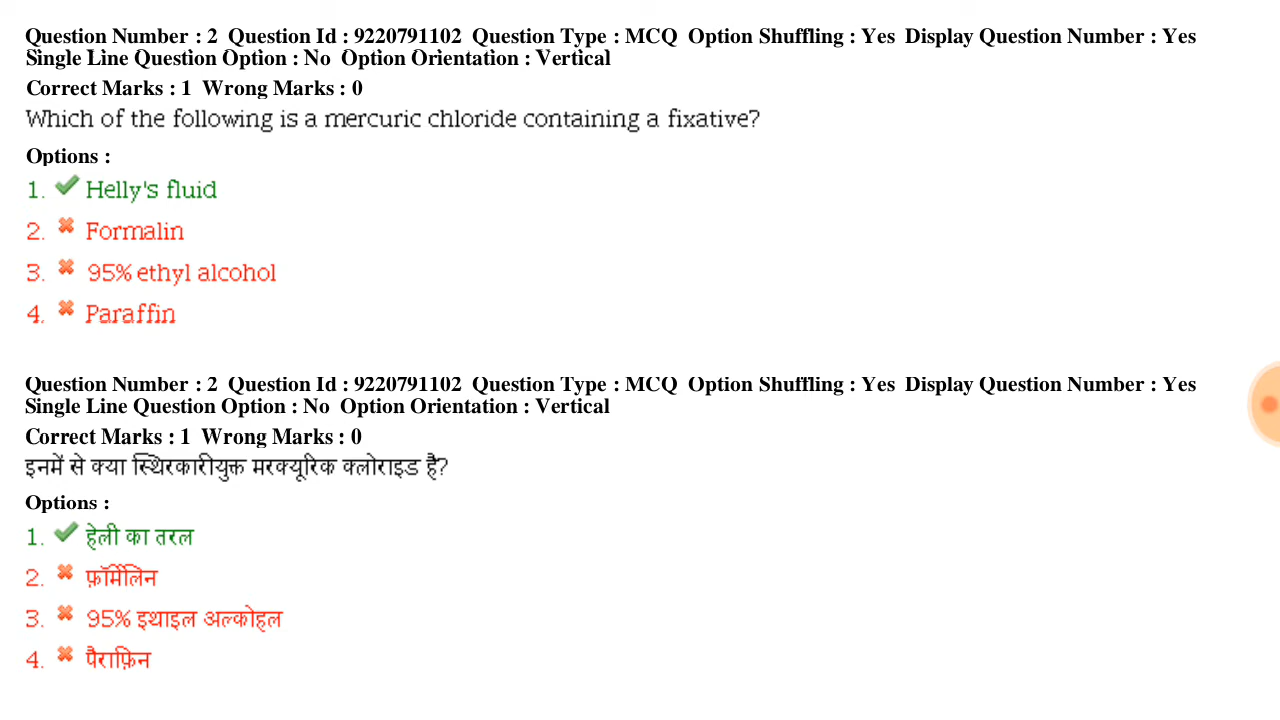 Question Number : 2 Question Id : 9220791102 Question Type : MCQ Option Shuffling : Yes Display Question Number : Yes
Single Line Question Option : No Option Orientation : Vertical
Correct Marks : 1 Wrong Marks : 0
Which of the following is a mercuric chloride containing a fixative?
Options :
1. Helly's fluid
2. Formalin
3. 95% ethyl alcohol
4. Paraffin
Question Number : 2 Question Id : 9220791102 Question Type : MCQ Option Shuffling : Yes Display Question Number : Yes
Single Line Question Option : No Option Orientation : Vertical
Correct Marks : 1 Wrong Marks : 0
इनमें से क्या स्थिरकारीयुक्त मरक्यूरिक क्लोराइड है?
Options :
1. हेली का तरल
2. फ़ॉर्मेलिन
3. 95% इथाइल अल्कोहल
4. पैराफ़िन